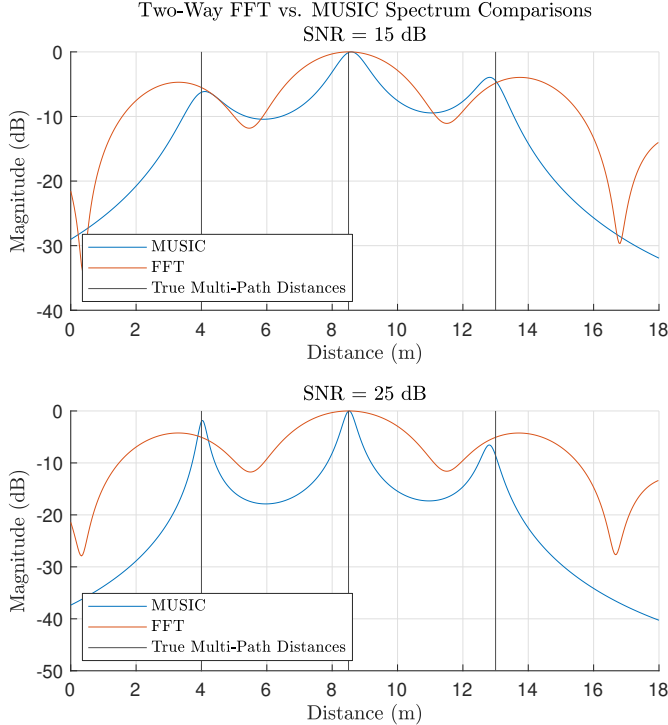 Two-Way FFT vs. MUSIC Spectrum Comparisons
SNR = 15 dB
0
-10
-20
-30
-40
Magnitude (dB)
MUSIC
FFT
True Multi-Path Distances
0 2 4 6 8 10 12 14 16 18
Distance (m)
SNR = 25 dB
0
-10
-20
-30
-40
-50
Magnitude (dB)
MUSIC
FFT
True Multi-Path Distances
0 2 4 6 8 10 12 14 16 18
Distance (m)